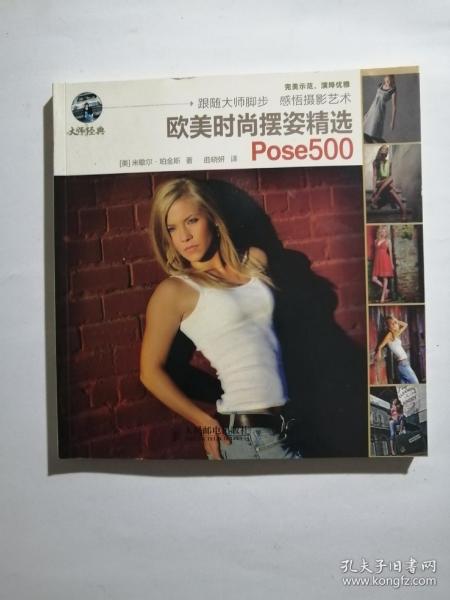 完美示范，演绎优雅
跟随大师脚步 感悟摄影艺术
大师经典
欧美时尚摆姿精选
Pose500
[美] 米歇尔·珀金斯 著 曲晓妍 译
人民邮电出版社
孔夫子旧书网
www.kongfz.com